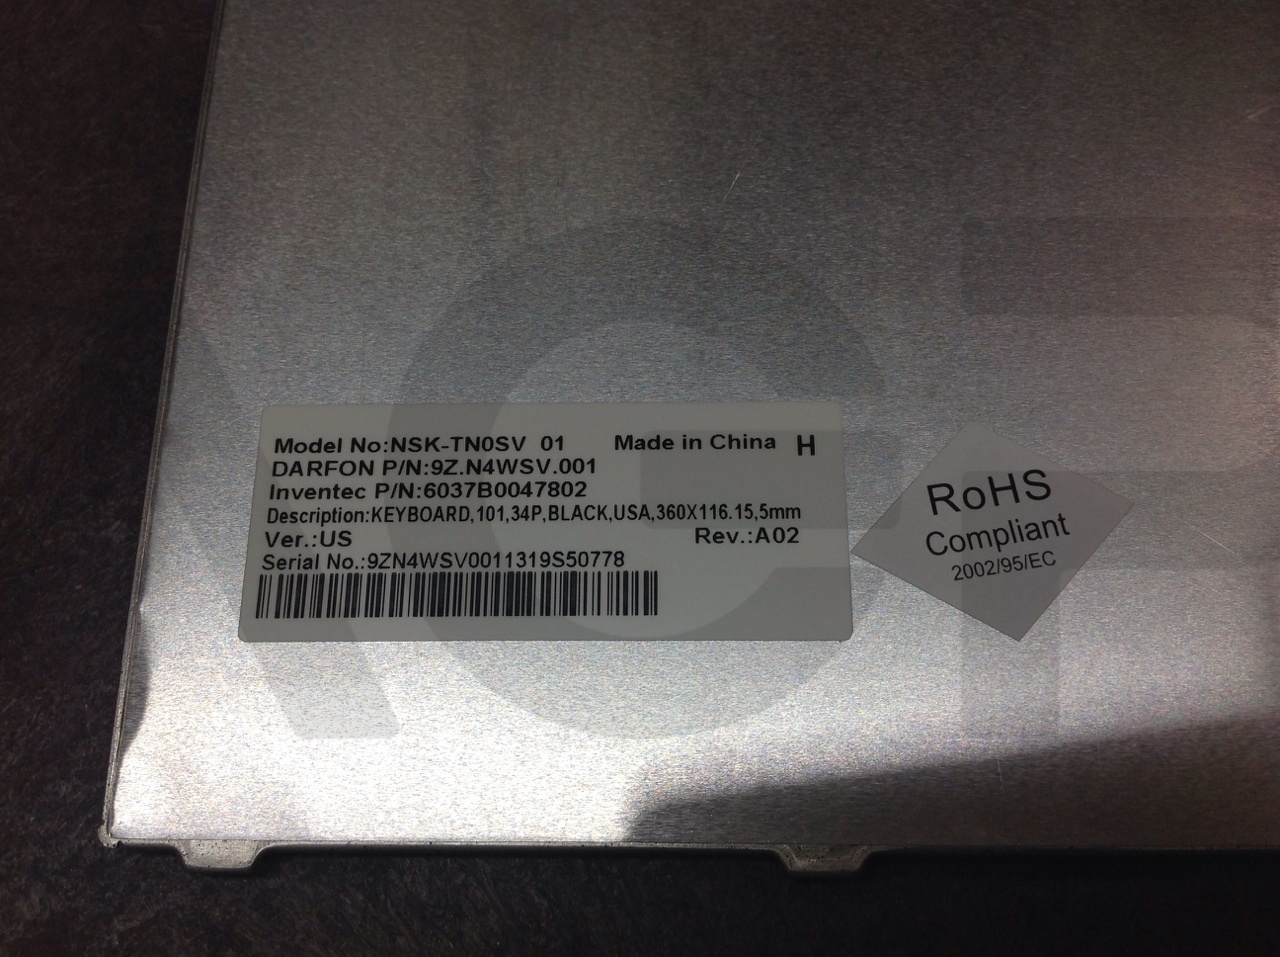 Model No:NSK-TN0SV 01 Made in China H
DARFON P/N:9Z.N4WSV.001
Inventec P/N:6037B0047802
Description:KEYBOARD,101,34P,BLACK,USA,360X116.15,5mm
Ver.:US Rev.:A02
Serial No.:9ZN4WSV0011319S50778
RoHS
Compliant
2002/95/EC